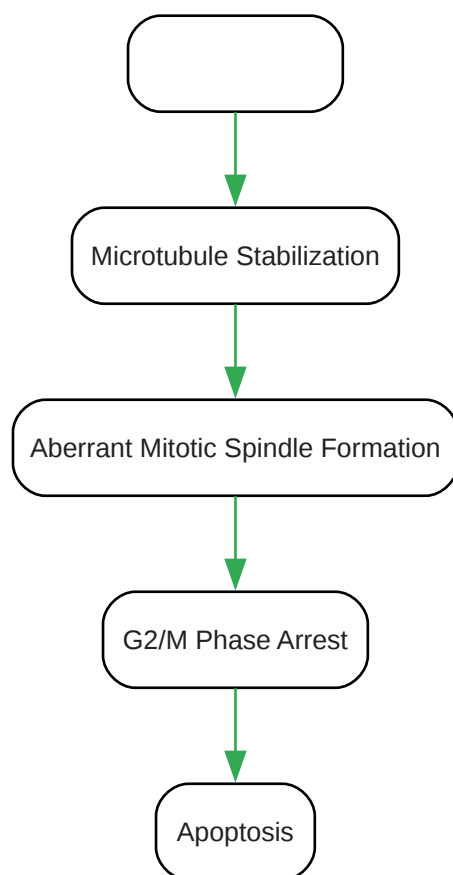 Microtubule Stabilization
Aberrant Mitotic Spindle Formation
G2/M Phase Arrest
Apoptosis